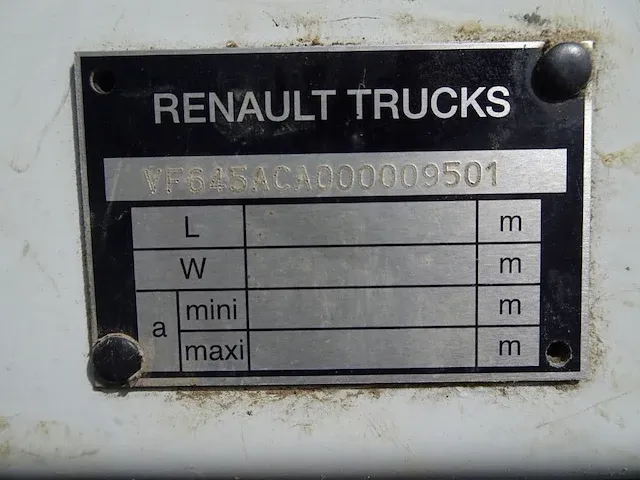 RENAULT TRUCKS
VF645ACA000009501
L m
W m
a mini m
maxi m